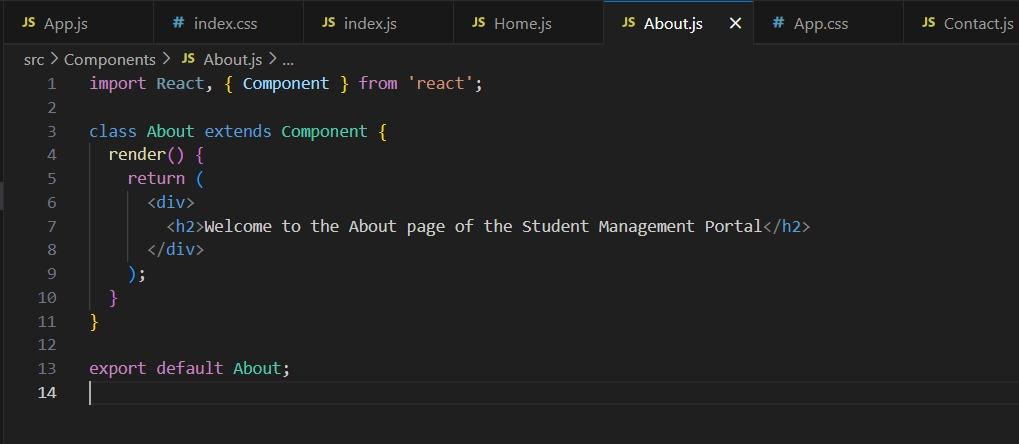 JS App.js # index.css JS index.js JS Home.js JS About.js × # App.css JS Contact.js
src > Components > JS About.js > ...
1 import React, { Component } from 'react';
2
3 class About extends Component {
4   render() {
5     return (
6       <div>
7         <h2>Welcome to the About page of the Student Management Portal</h2>
8       </div>
9     );
10   }
11 }
12
13 export default About;
14